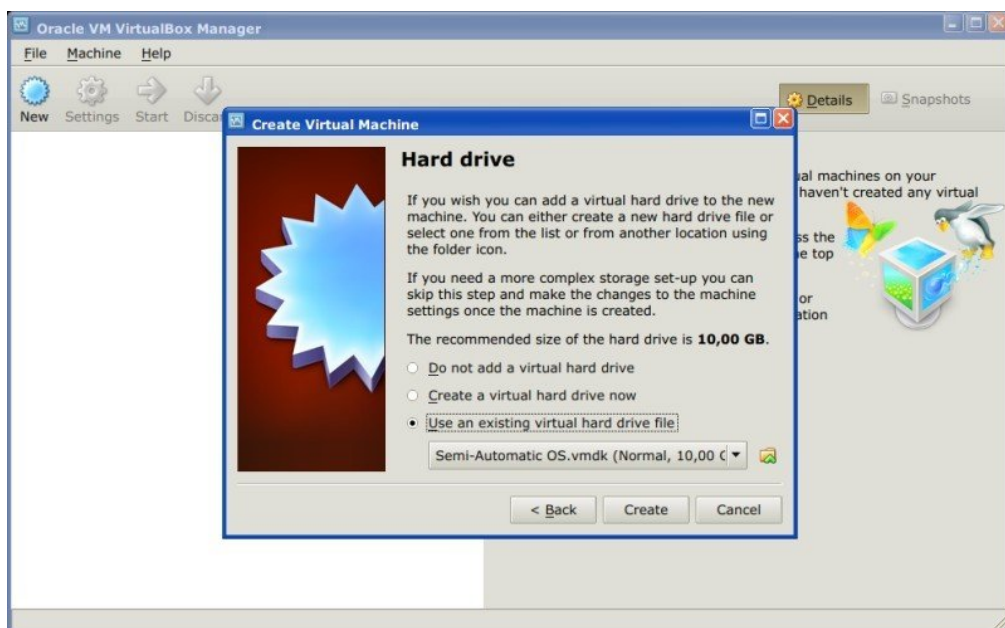 Oracle VM VirtualBox Manager
File Machine Help
New Settings Start Discar
Details Snapshots
Create Virtual Machine
Hard drive
If you wish you can add a virtual hard drive to the new
machine. You can either create a new hard drive file or
select one from the list or from another location using
the folder icon.
If you need a more complex storage set-up you can
skip this step and make the changes to the machine
settings once the machine is created.
The recommended size of the hard drive is 10,00 GB.
Do not add a virtual hard drive
Create a virtual hard drive now
Use an existing virtual hard drive file
Semi-Automatic OS.vmdk (Normal, 10,00
< Back Create Cancel
machines on your
haven't created any virtual
the
top
or